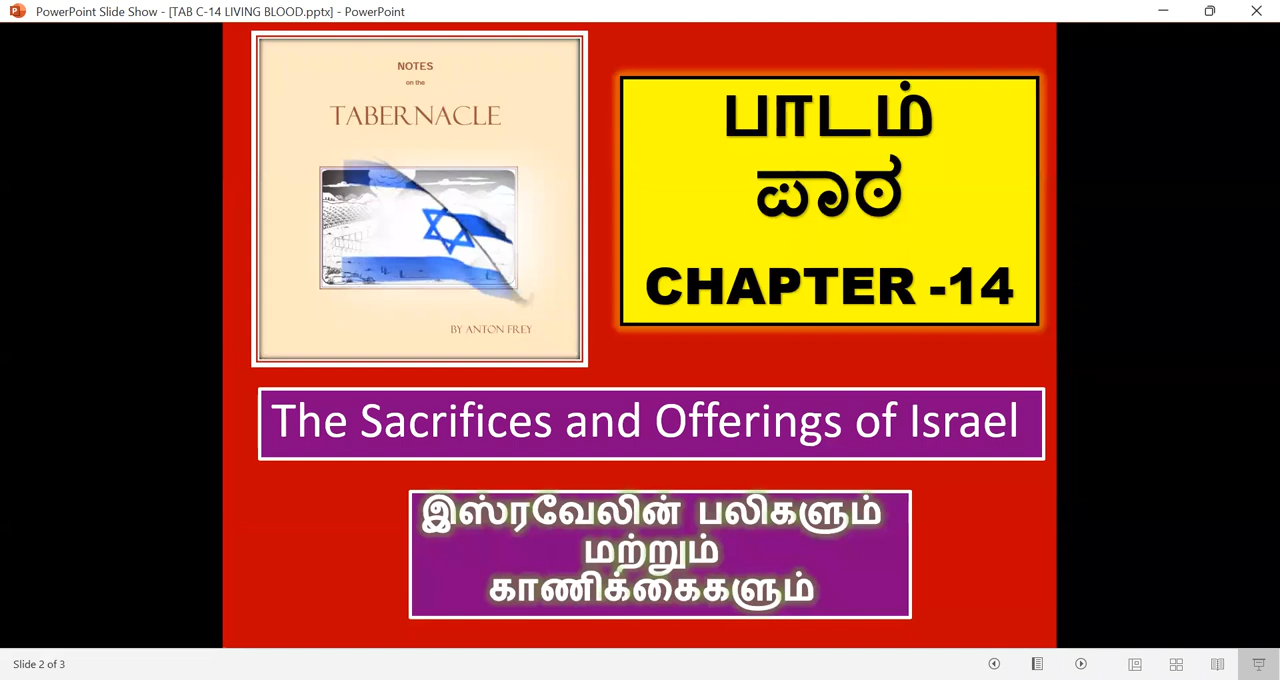 PowerPoint Slide Show - [TAB C-14 LIVING BLOOD.pptx] - PowerPoint
NOTES
on the
TABERNACLE
BY ANTON FREY
பாடம்
ಪಾಠ
CHAPTER -14
The Sacrifices and Offerings of Israel
இஸ்ரவேலின் பலிகளும்
மற்றும்
காணிக்கைகளும்
Slide 2 of 3